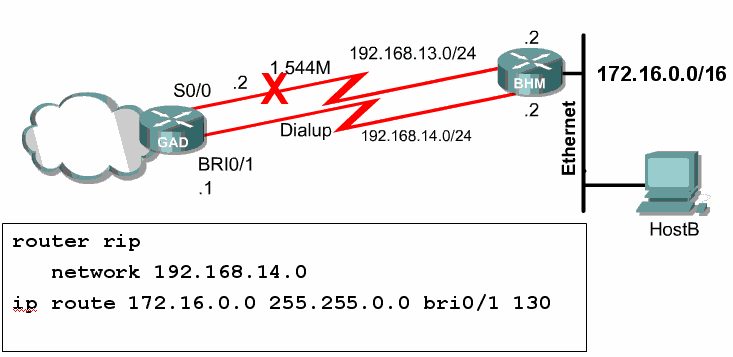 .2
192.168.13.0/24
1.544M
.2
S0/0
BHM
172.16.0.0/16
.2
Dialup
192.168.14.0/24
GAD
BRI0/1
.1
Ethernet
HostB
router rip
network 192.168.14.0
ip route 172.16.0.0 255.255.0.0 bri0/1 130